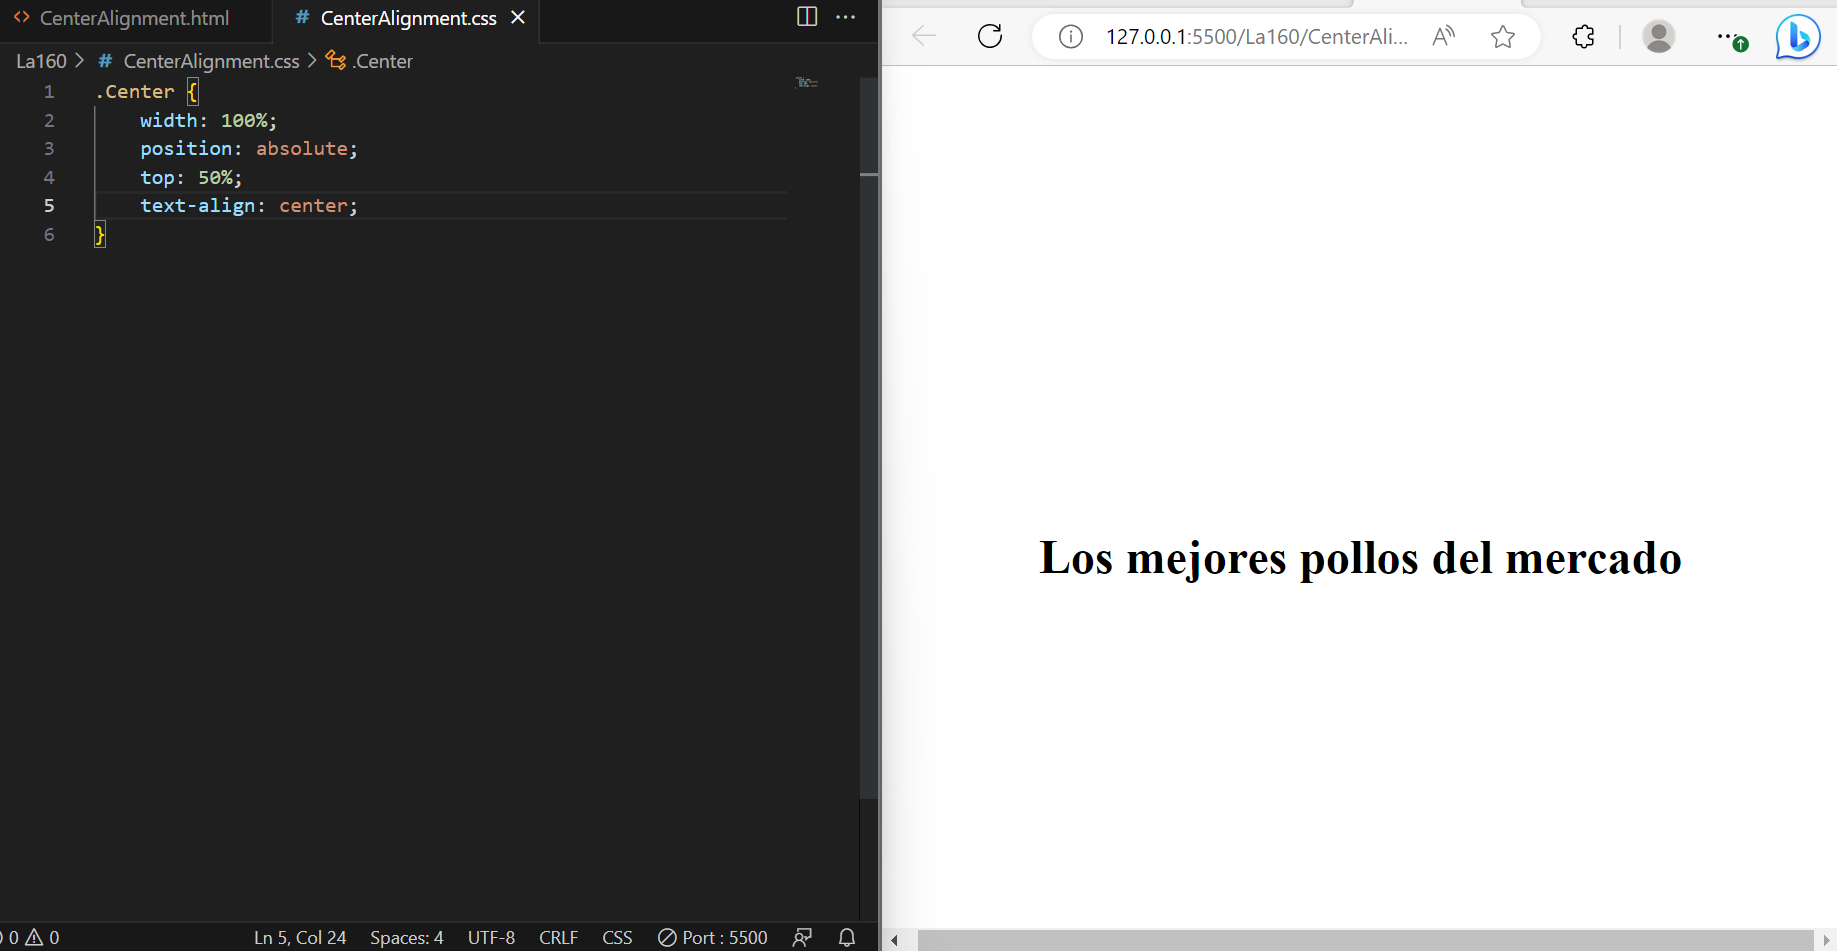 CenterAlignment.html
# CenterAlignment.css
La160 > # CenterAlignment.css > .Center
1 .Center {
2 width: 100%;
3 position: absolute;
4 top: 50%;
5 text-align: center;
6 }
0 0
Ln 5, Col 24
Spaces: 4
UTF-8
CRLF
CSS
Port : 5500
127.0.0.1:5500/La160/CenterAli...
Los mejores pollos del mercado